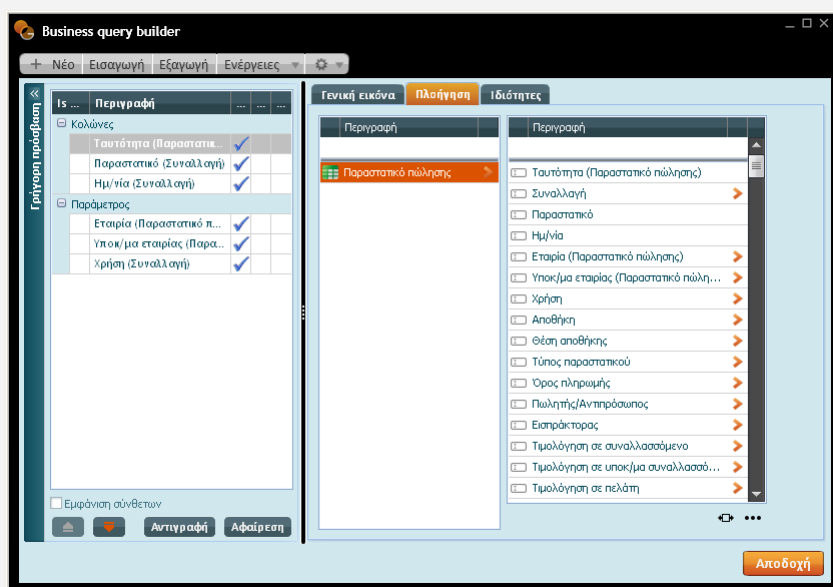 Business query builder
+ Νέο Εισαγωγή Εξαγωγή Ενέργειες
Γρήγορη πρόσβαση
Is ... Περιγραφή ... ... ...
Κολώνες
Ταυτότητα (Παραστατικ...
Παραστατικό (Συναλλαγή)
Ημ/νία (Συναλλαγή)
Παράμετρος
Εταιρία (Παραστατικό π...
Υποκ/μα εταιρίας (Παρα...
Χρήση (Συναλλαγή)
Εμφάνιση σύνθετων
Αντιγραφή Αφαίρεση
Γενική εικόνα Πλοήγηση Ιδιότητες
Περιγραφή
Παραστατικό πώλησης
Περιγραφή
Ταυτότητα (Παραστατικό πώλησης)
Συναλλαγή
Παραστατικό
Ημ/νία
Εταιρία (Παραστατικό πώλησης)
Υποκ/μα εταιρίας (Παραστατικό πώλη...
Χρήση
Αποθήκη
Θέση αποθήκης
Τύπος παραστατικού
Όρος πληρωμής
Πωλητής/Αντιπρόσωπος
Εισπράκτορας
Τιμολόγηση σε συναλλασσόμενο
Τιμολόγηση σε υποκ/μα συναλλασσό...
Τιμολόγηση σε πελάτη
Αποδοχή